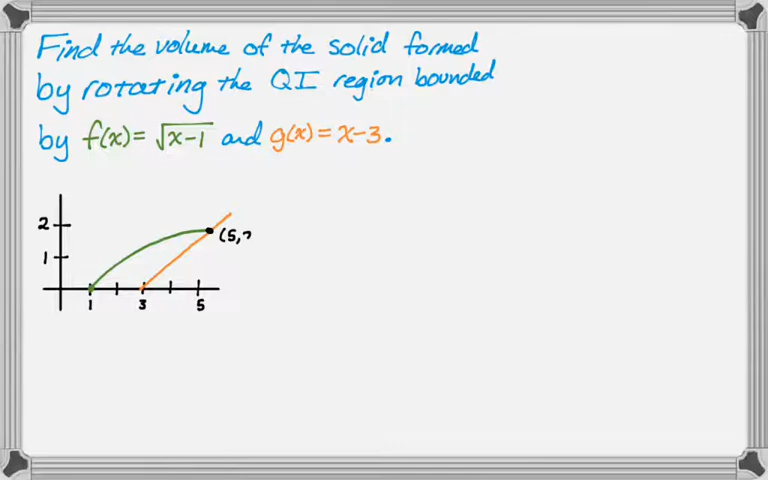 Find the volume of the solid formed
by rotating the QI region bounded
by f(x)= √x-1 and g(x)= x-3.
2
1
(5,
1 3 5